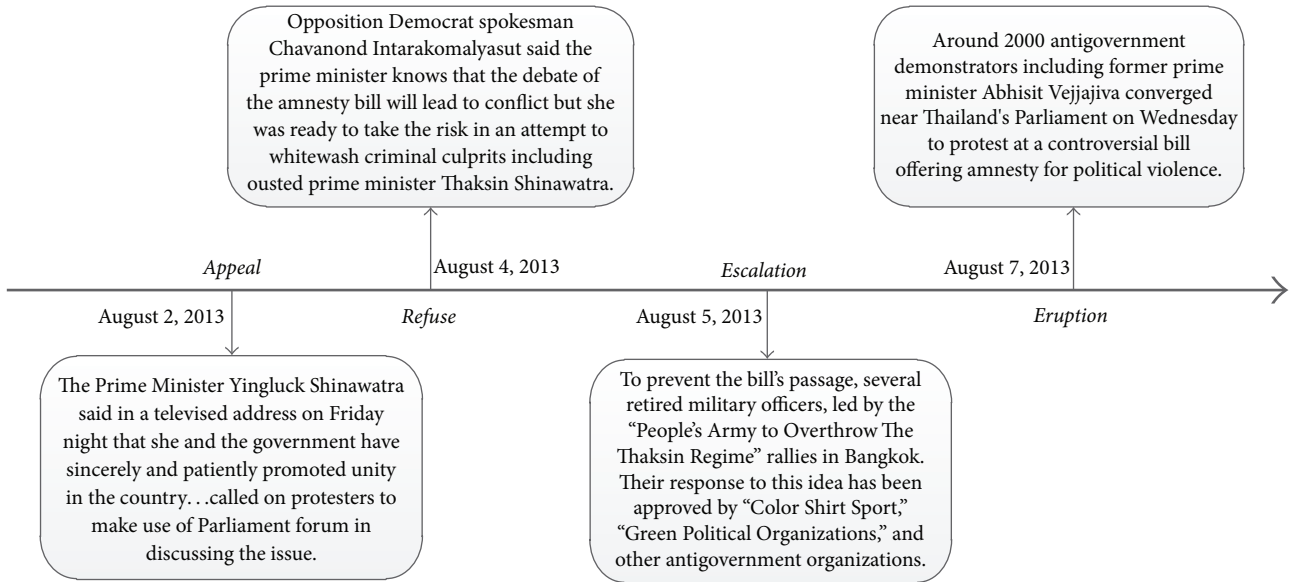 Opposition Democrat spokesman
Chavanond Intarakomalyasut said the
prime minister knows that the debate of
the amnesty bill will lead to conflict but she
was ready to take the risk in an attempt to
whitewash criminal culprits including
ousted prime minister Thaksin Shinawatra.
Around 2000 antigovernment
demonstrators including former prime
minister Abhisit Vejjajiva converged
near Thailand's Parliament on Wednesday
to protest at a controversial bill
offering amnesty for political violence.
Appeal
August 4, 2013
Escalation
August 7, 2013
August 2, 2013
Refuse
August 5, 2013
Eruption
The Prime Minister Yingluck Shinawatra
said in a televised address on Friday
night that she and the government have
sincerely and patiently promoted unity
in the country. . .called on protesters to
make use of Parliament forum in
discussing the issue.
To prevent the bill's passage, several
retired military officers, led by the
“People's Army to Overthrow The
Thaksin Regime” rallies in Bangkok.
Their response to this idea has been
approved by “Color Shirt Sport,”
“Green Political Organizations,” and
other antigovernment organizations.